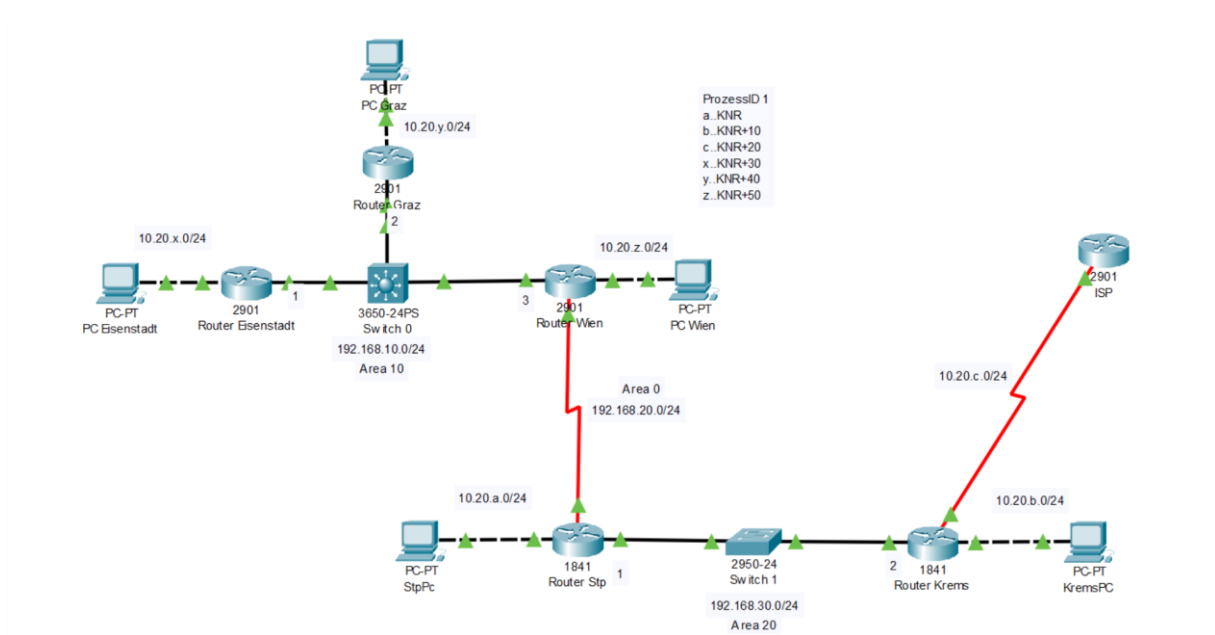 PC-PT
PC Graz
10.20.y.0/24
2901
Router Graz
2
ProzessID 1
a..KNR
b..KNR+10
c..KNR+20
x..KNR+30
y..KNR+40
z..KNR+50
10.20.x.0/24
PC-PT
PC Eisenstadt
2901
Router Eisenstadt
1
3650-24PS
Switch 0
192.168.10.0/24
Area 10
3
2901
Router Wien
10.20.z.0/24
PC-PT
PC Wien
2901
ISP
Area 0
192.168.20.0/24
10.20.c.0/24
10.20.a.0/24
PC-PT
StpPc
1841
Router Stp
1
2950-24
Switch 1
192.168.30.0/24
Area 20
2
1841
Router Krems
10.20.b.0/24
PC-PT
KremsPC